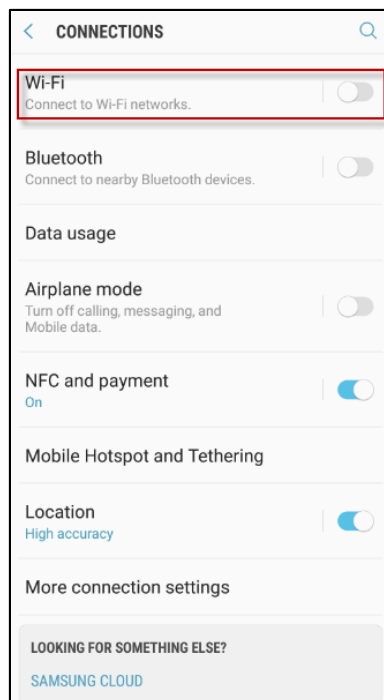 CONNECTIONS
Wi-Fi
Connect to Wi-Fi networks.
Bluetooth
Connect to nearby Bluetooth devices.
Data usage
Airplane mode
Turn off calling, messaging, and
Mobile data.
NFC and payment
On
Mobile Hotspot and Tethering
Location
High accuracy
More connection settings
LOOKING FOR SOMETHING ELSE?
SAMSUNG CLOUD